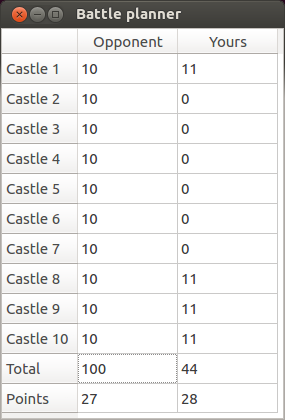 Battle planner
Opponent Yours
Castle 1 10 11
Castle 2 10 0
Castle 3 10 0
Castle 4 10 0
Castle 5 10 0
Castle 6 10 0
Castle 7 10 0
Castle 8 10 11
Castle 9 10 11
Castle 10 10 11
Total 100 44
Points 27 28